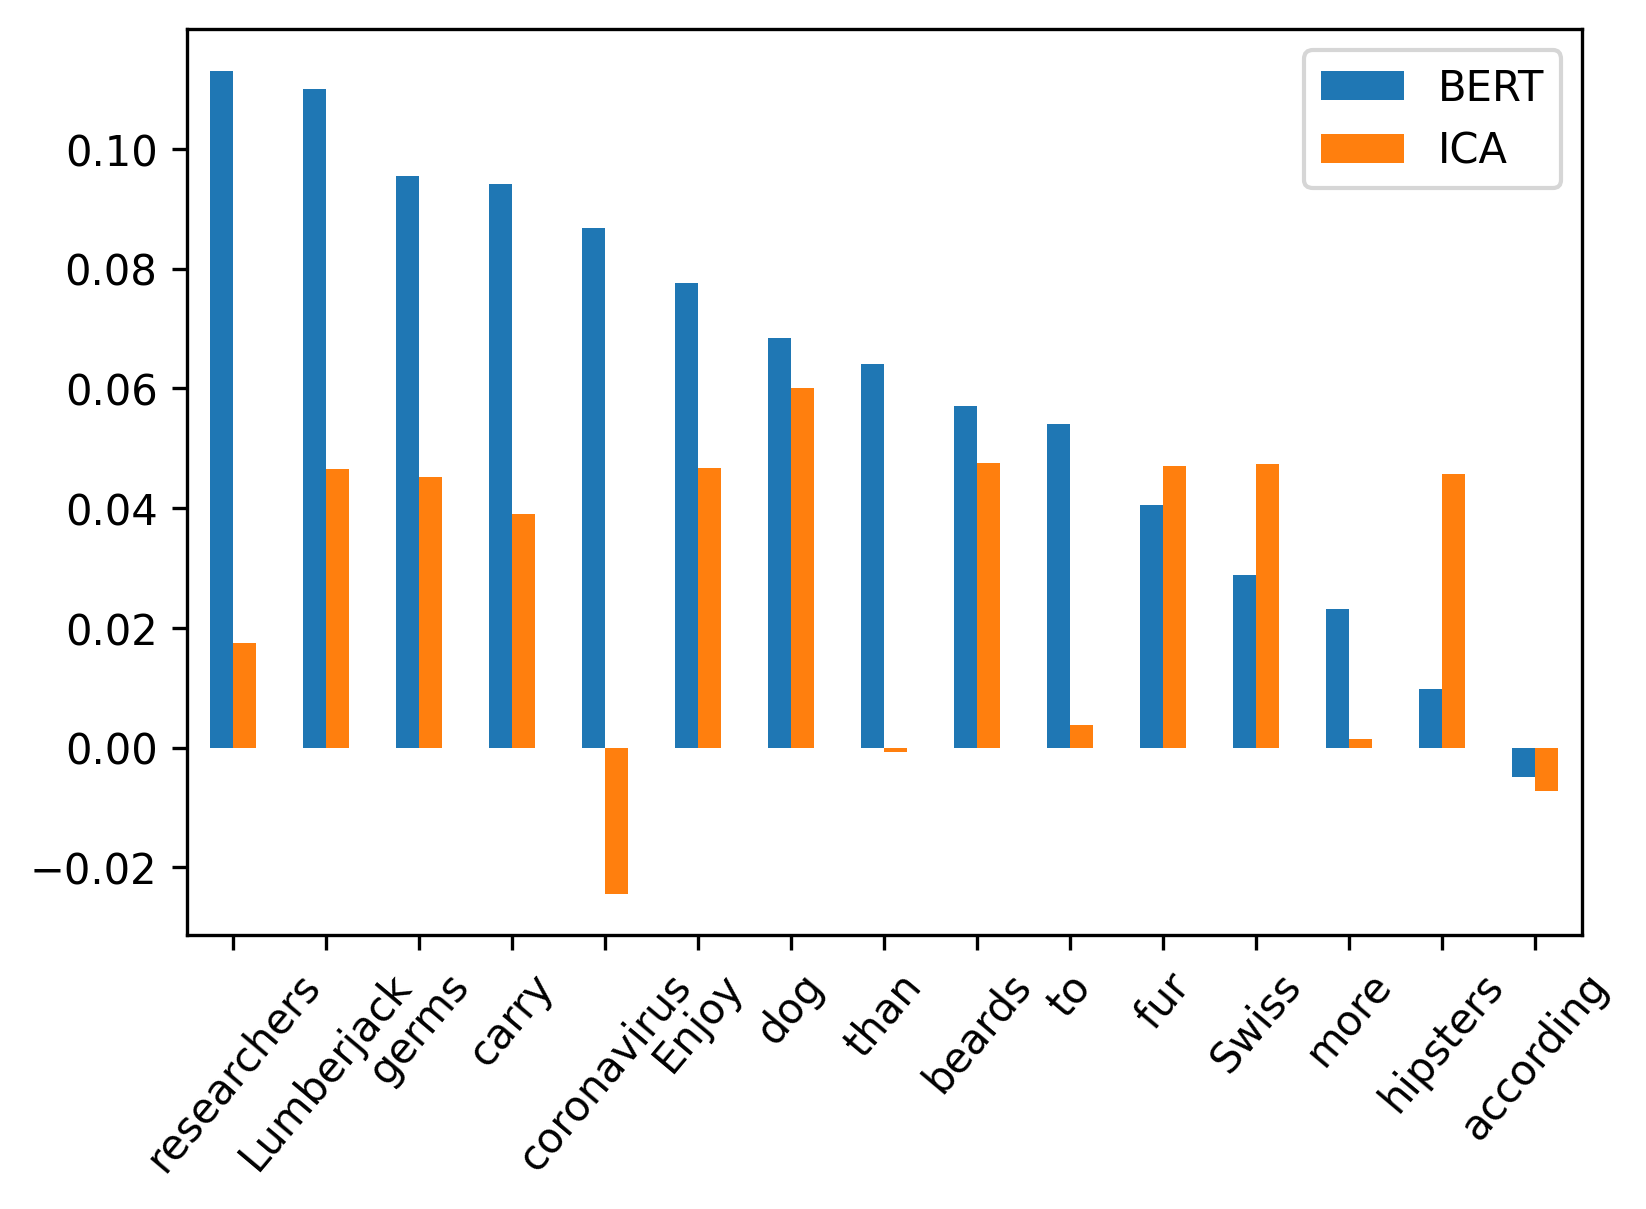 BERT
ICA
0.10
0.08
0.06
0.04
0.02
0.00
−0.02
researchers
Lumberjack
germs
carry
coronavirus
Enjoy
dog
than
beards
to
fur
Swiss
more
hipsters
according